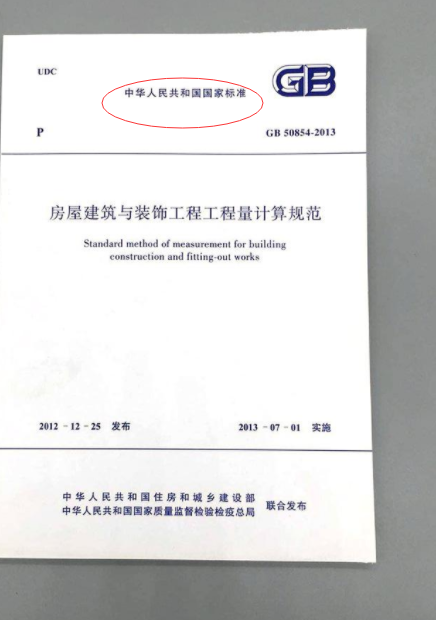 UDC
中华人民共和国国家标准
GB
P
GB 50854-2013
房屋建筑与装饰工程工程量计算规范
Standard method of measurement for building
construction and fitting-out works
2012-12-25 发布
2013-07-01 实施
中华人民共和国住房和城乡建设部
中华人民共和国国家质量监督检验检疫总局
联合发布